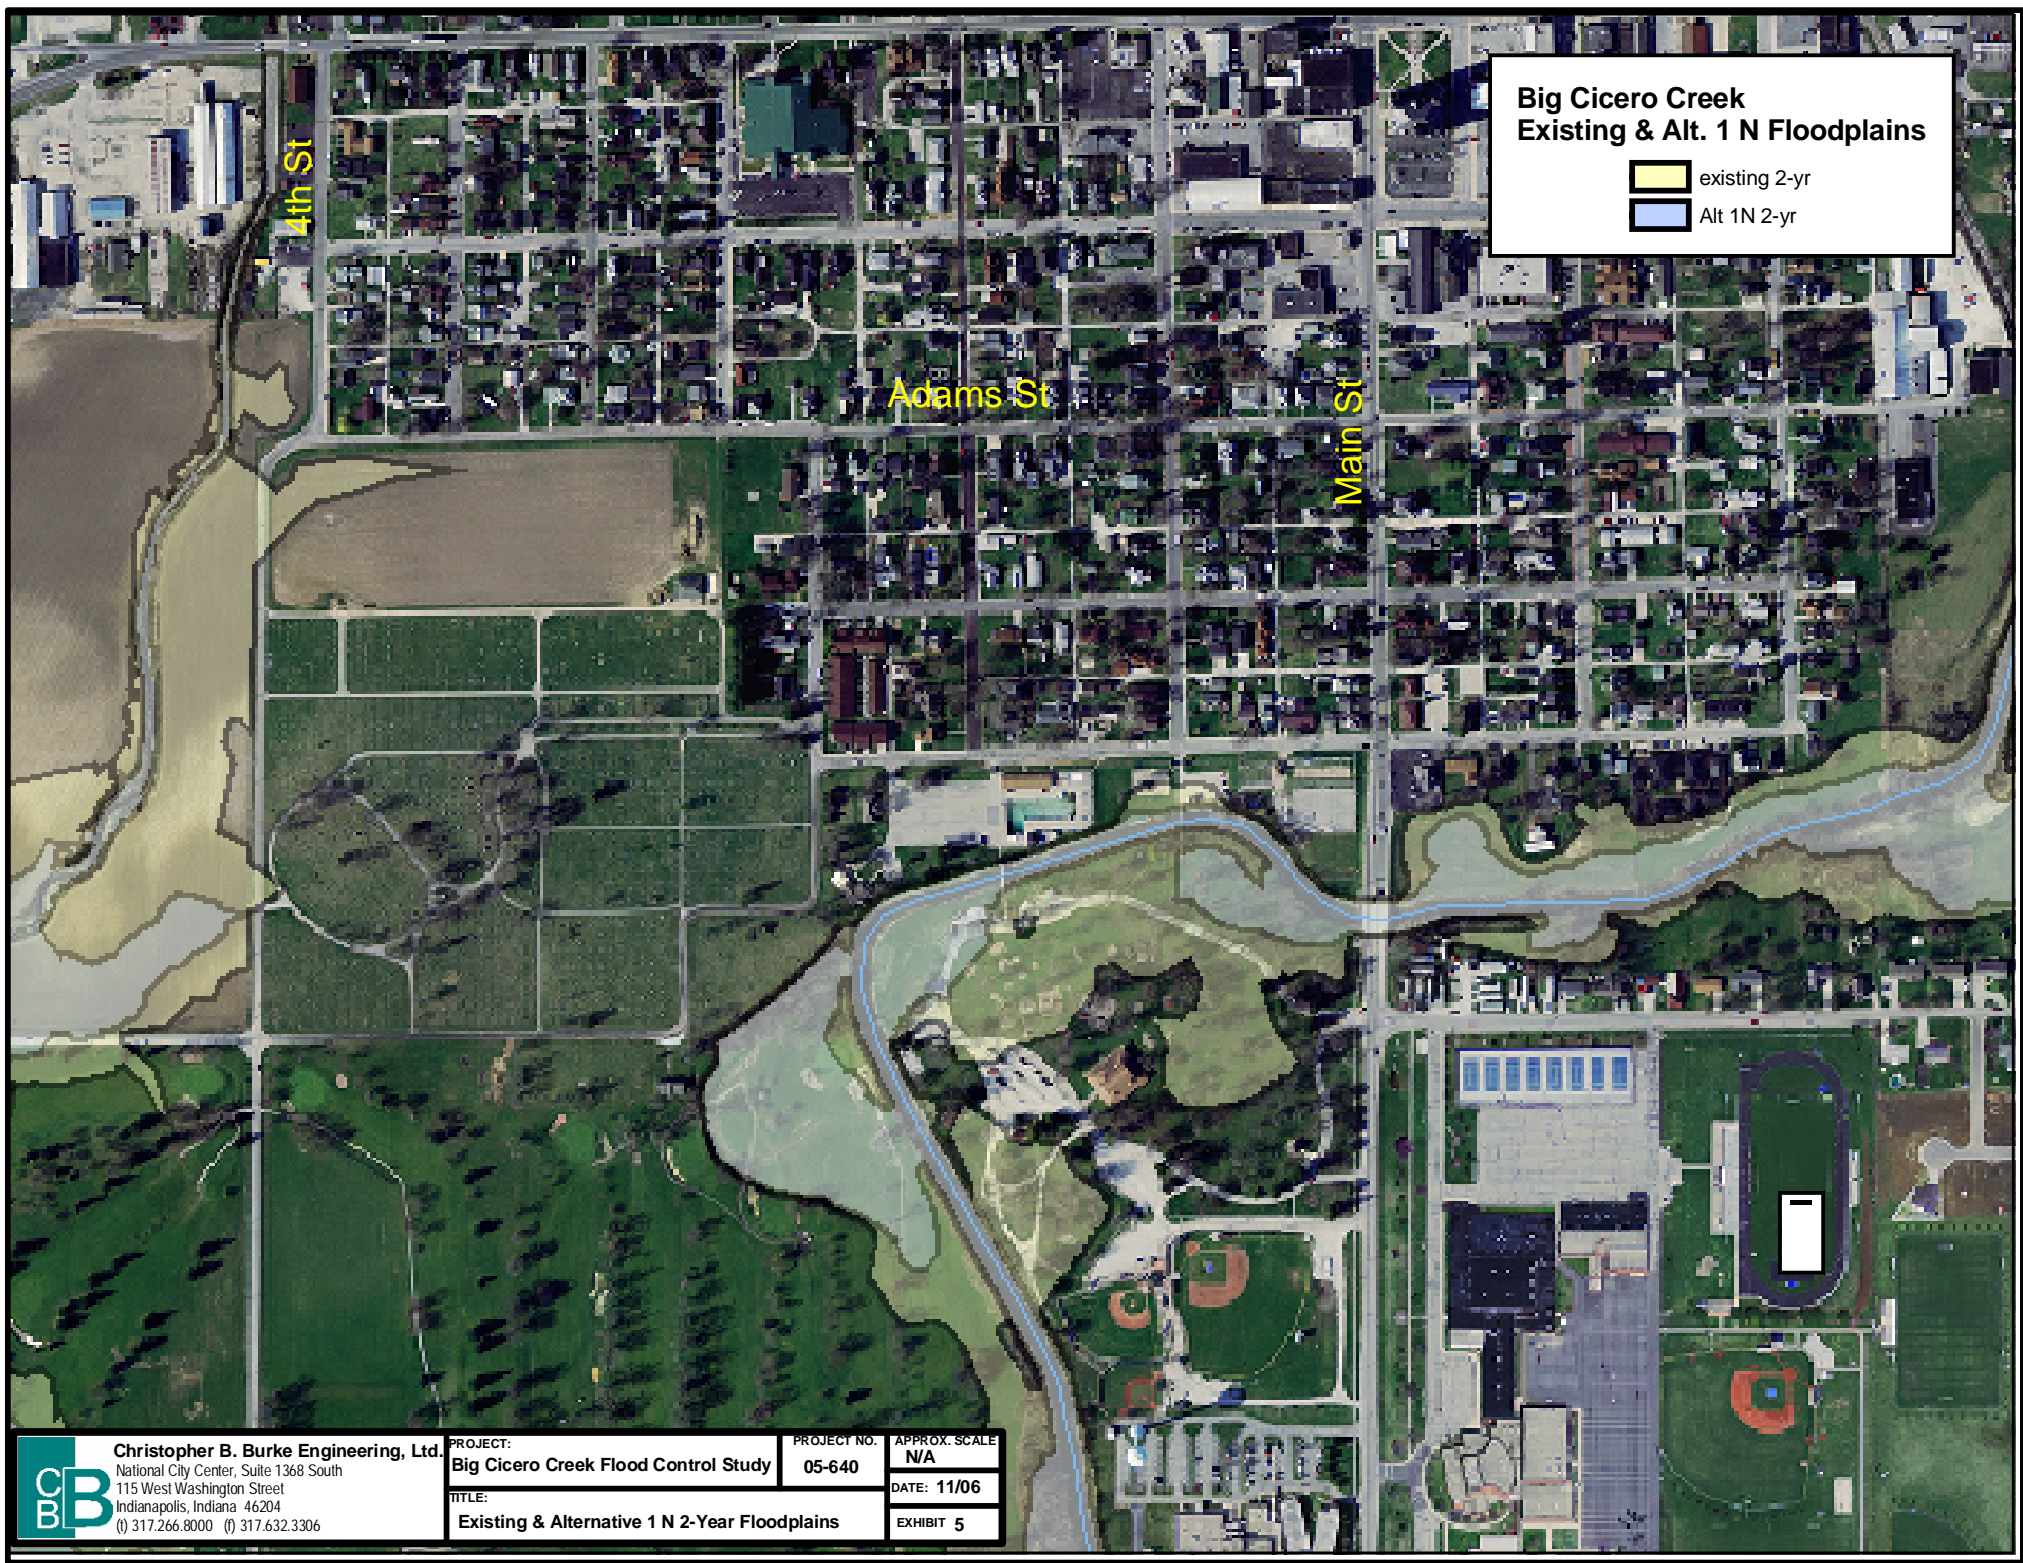 Big Cicero Creek
Existing & Alt. 1 N Floodplains
existing 2-yr
Alt 1N 2-yr
4th St
Adams St
Main St
CBB
Christopher B. Burke Engineering, Ltd.
National City Center, Suite 1368 South
115 West Washington Street
Indianapolis, Indiana 46204
(t) 317.266.8000 (f) 317.632.3306
PROJECT:
Big Cicero Creek Flood Control Study
PROJECT NO.
05-640
APPROX. SCALE
N/A
DATE: 11/06
TITLE:
Existing & Alternative 1 N 2-Year Floodplains
EXHIBIT 5